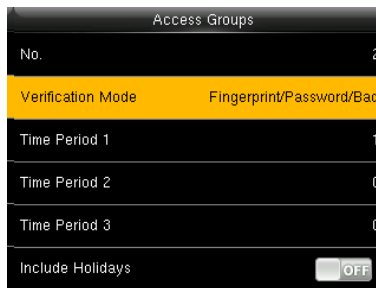 Access Groups
No. 2
Verification Mode Fingerprint/Password/Bad
Time Period 1 1
Time Period 2 0
Time Period 3 0
Include Holidays OFF